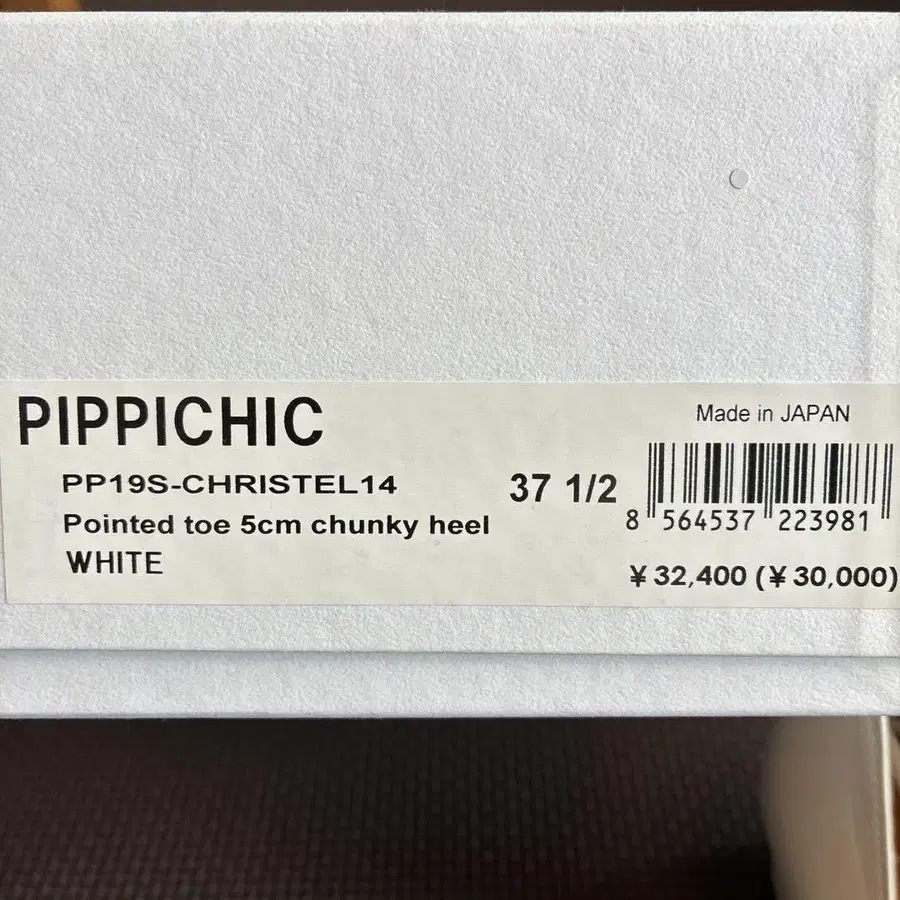 PIPPICHIC
Made in JAPAN
PP19S-CHRISTEL14
37 1/2
Pointed toe 5cm chunky heel
8 564537 223981
WHITE
¥32,400 (¥30,000)